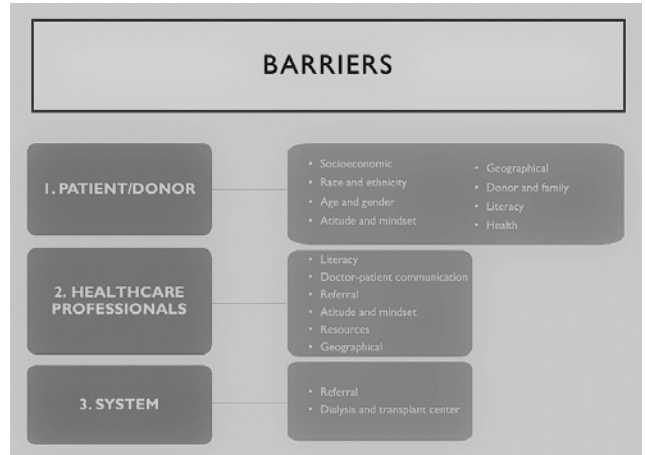 BARRIERS
1. PATIENT/DONOR
• Socioeconomic
• Race and ethnicity
• Age and gender
• Atitude and mindset
• Geographical
• Donor and family
• Literacy
• Health
2. HEALTHCARE
PROFESSIONALS
• Literacy
• Doctor-patient communication
• Referral
• Atitude and mindset
• Resources
• Geographical
3. SYSTEM
• Referral
• Dialysis and transplant center